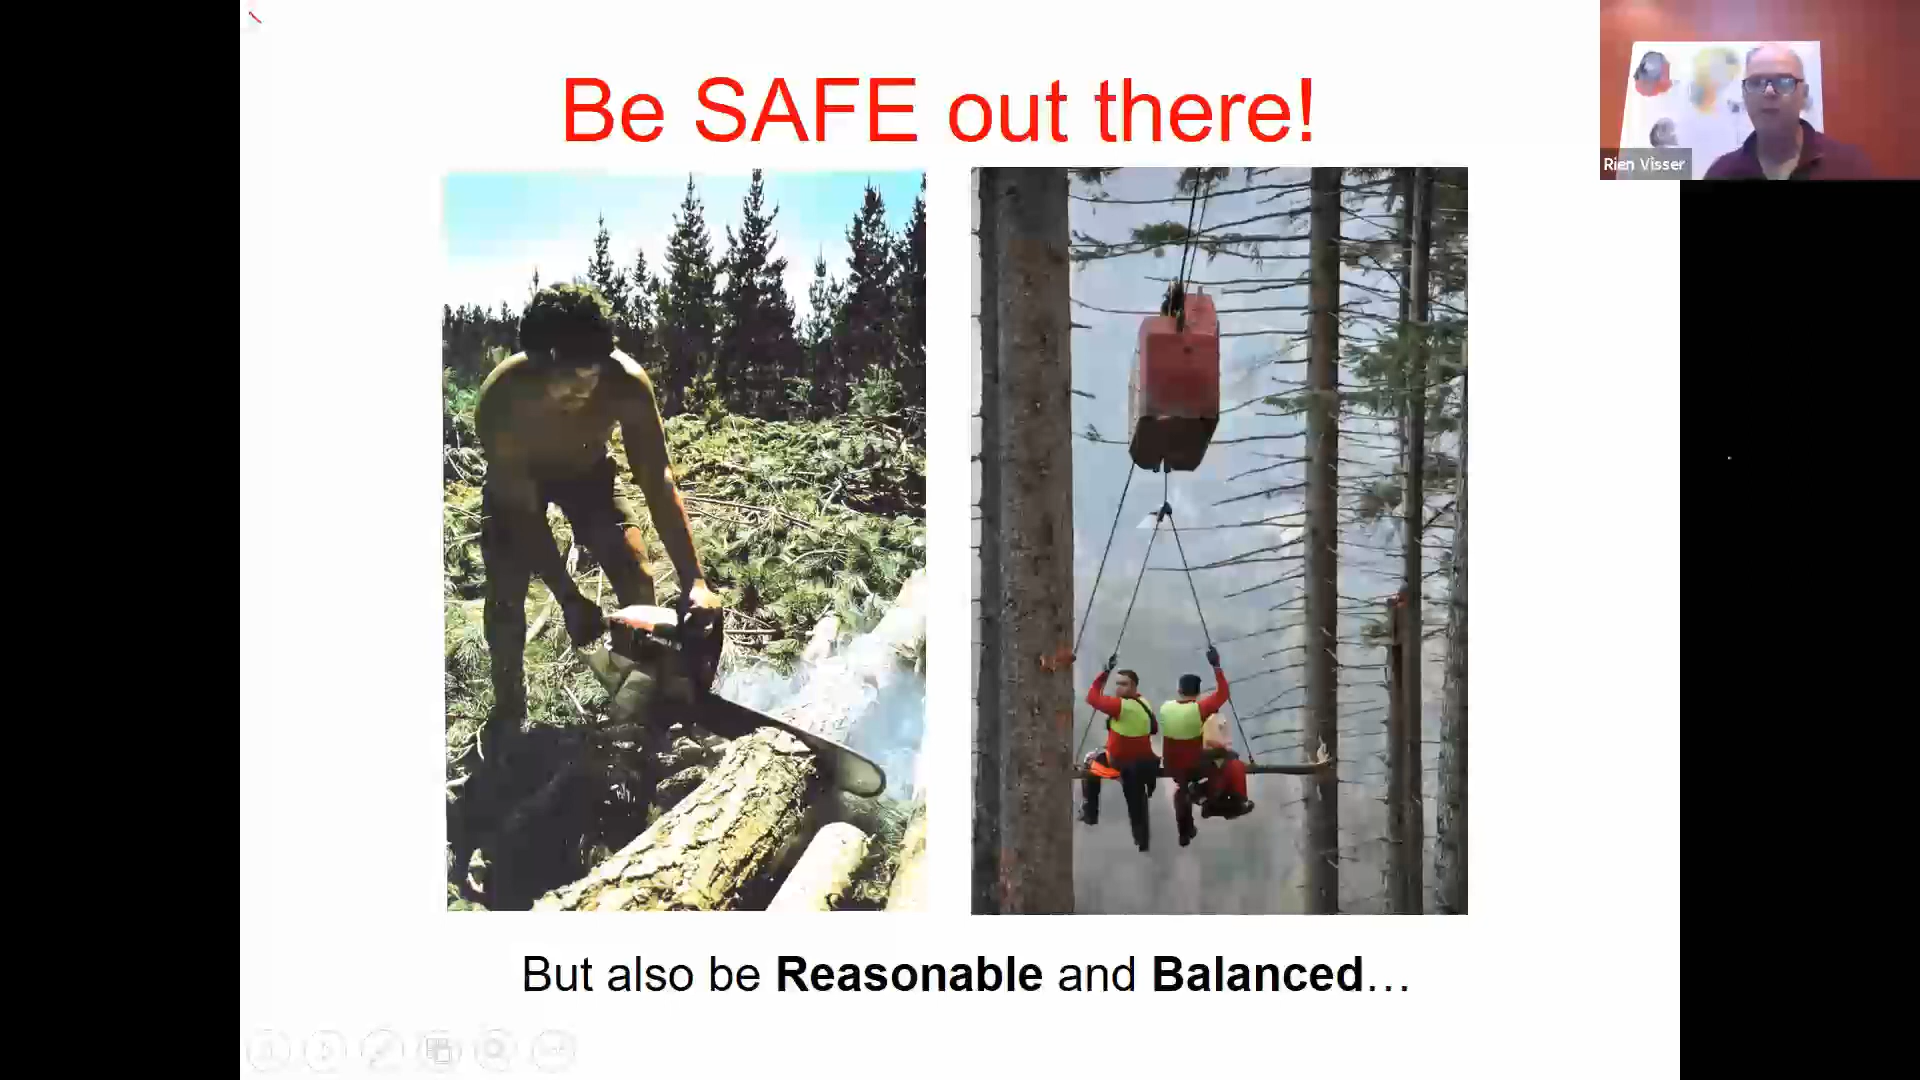 Be SAFE out there!
Rien Visser
But also be Reasonable and Balanced...